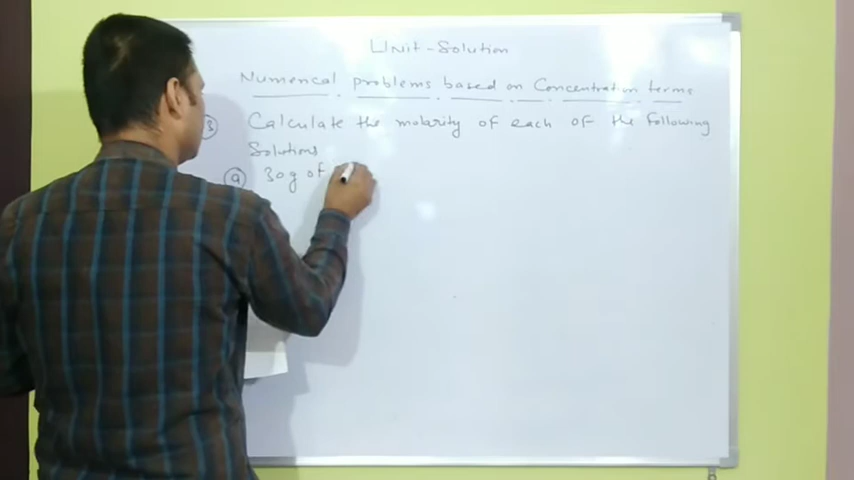 Unit-Solution
Numerical problems based on Concentration terms
③ Calculate the molarity of each of the following
Solutions
ⓐ 30g of